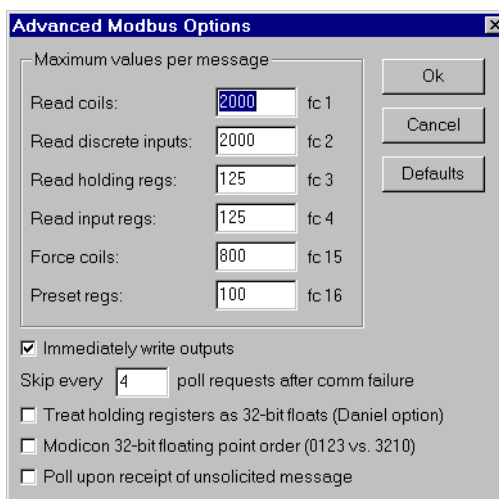 Advanced Modbus Options
Maximum values per message
Read coils: 2000 fc 1
Read discrete inputs: 2000 fc 2
Read holding regs: 125 fc 3
Read input regs: 125 fc 4
Force coils: 800 fc 15
Preset regs: 100 fc 16
Ok
Cancel
Defaults
Immediately write outputs
Skip every 4 poll requests after comm failure
Treat holding registers as 32-bit floats (Daniel option)
Modicon 32-bit floating point order (0123 vs. 3210)
Poll upon receipt of unsolicited message